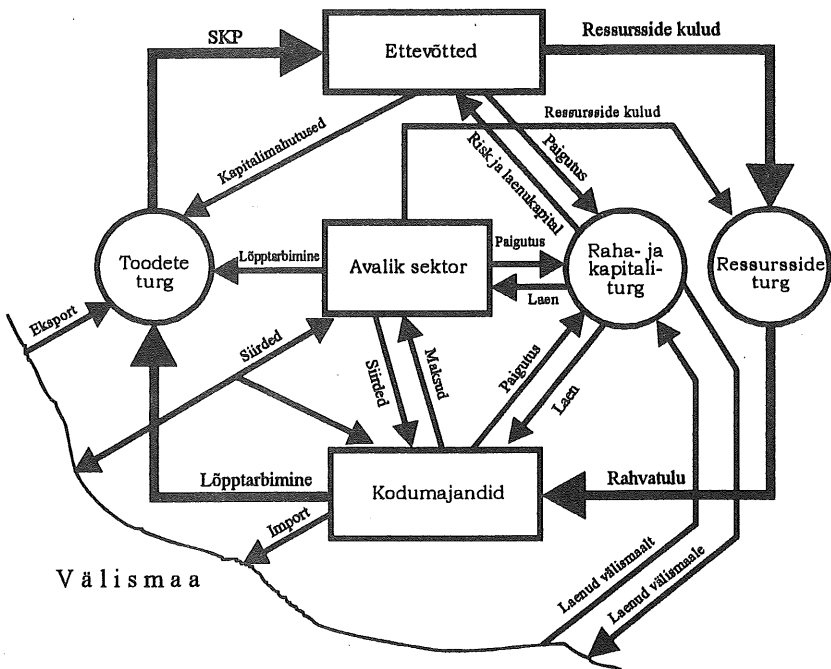 SKP
Ettevõtted
Ressursside kulud
Ressursside kulud
Kapitalimahutused
Risk ja laenukapital
Paigutus
Toodete
turg
Lõpptarbimine
Avalik sektor
Paigutus
Laen
Raha- ja
kapitali-
turg
Ressursside
turg
Eksport
Siirded
Siirded
Maksud
Paigutus
Laen
Lõpptarbimine
Kodumajandid
Rahvatulu
Import
Välismaa
Laenud välismaalt
Laenud välismaale